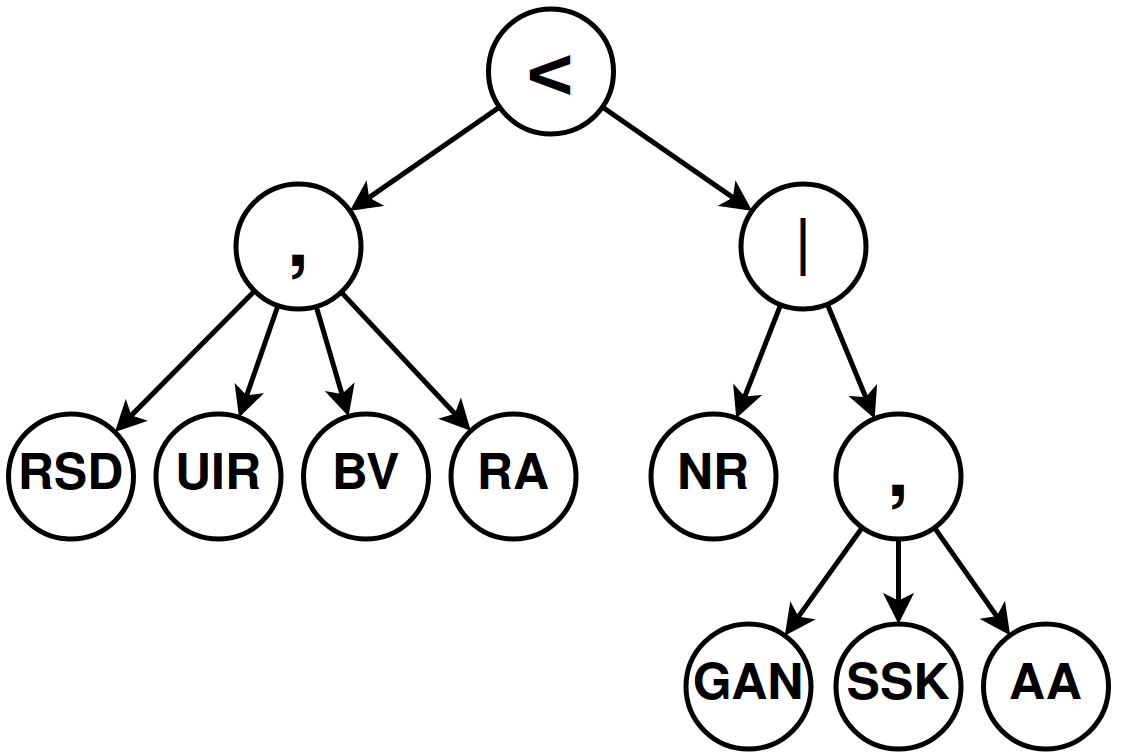 <
, |
RSD UIR BV RA NR ,
GAN SSK AA